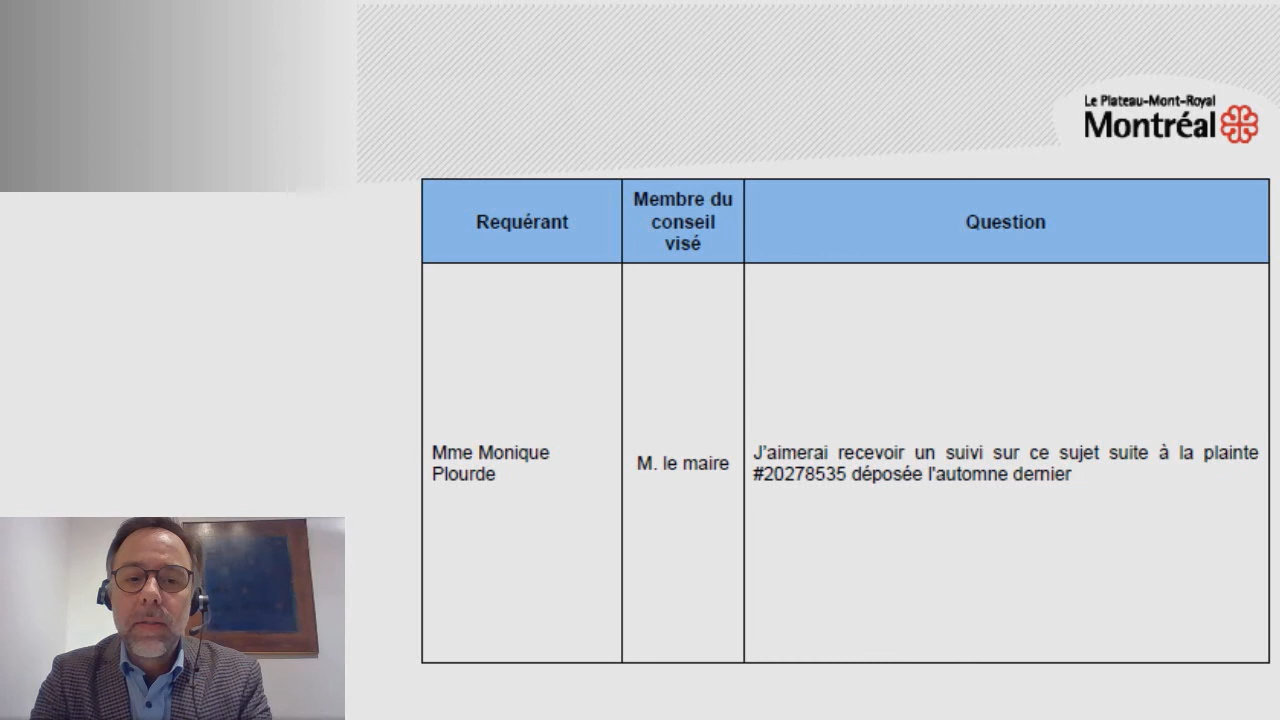 Le Plateau-Mont-Royal
Montréal
Requérant
Membre du
conseil
visé
Question
Mme Monique
Plourde
M. le maire
J'aimerai recevoir un suivi sur ce sujet suite à la plainte
#20278535 déposée l'automne dernier